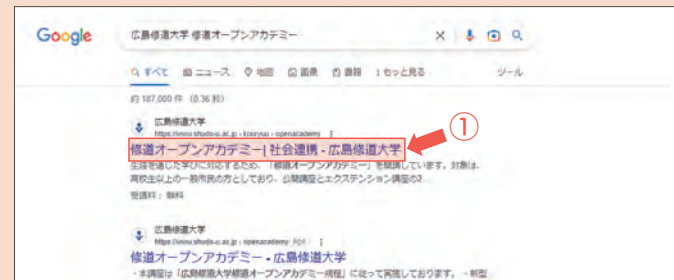 Google
広島修道大学 修道オープンアカデミー
すべて ニュース 地図 画像 書籍 もっと見る ツール
約 187,000 件 (0.36 秒)
広島修道大学
https://www.shudo-u.ac.jp › kouryuu › openacademy
修道オープンアカデミー| 社会連携 - 広島修道大学
①
生涯を通じた学びに対応するため、「修道オープンアカデミー」を開講しています。対象は、
高校生以上の一般市民の方としており、公開講座とエクステンション講座の2...
受講料: 無料
広島修道大学
https://www.shudo-u.ac.jp › openacademy
修道オープンアカデミー - 広島修道大学
・本講座は「広島修道大学修道オープンアカデミー規程」に従って実施しております。 ・新型